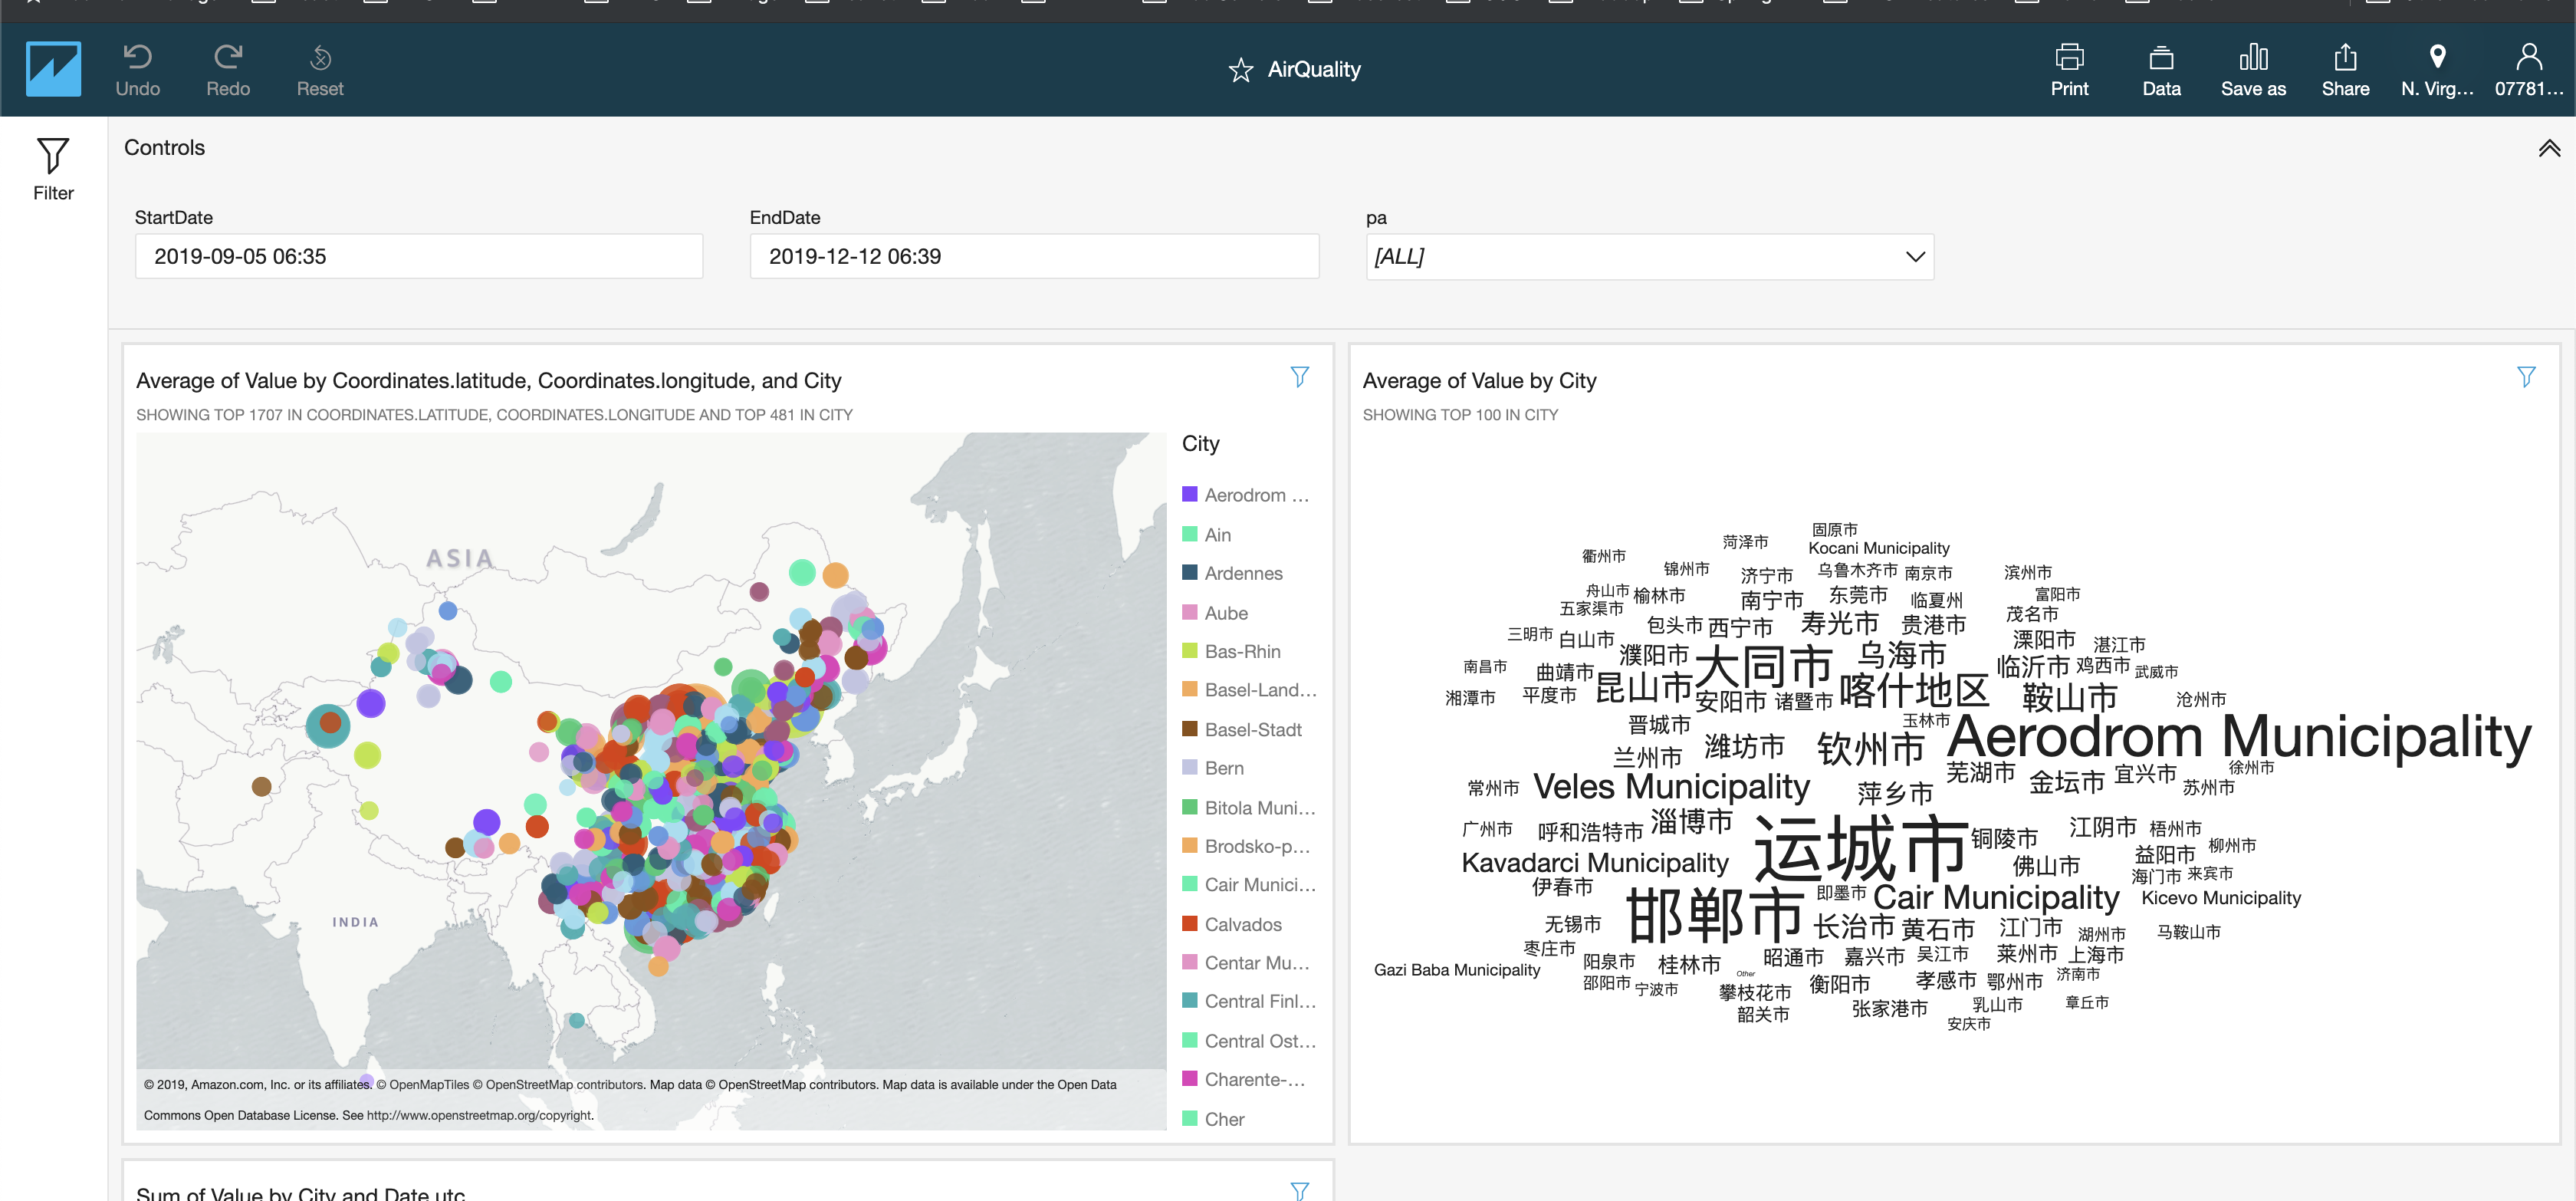 Undo
Redo
Reset
AirQuality
Print
Data
Save as
Share
N. Virg...
07781...
Filter
Controls
StartDate
EndDate
pa
2019-09-05 06:35
2019-12-12 06:39
[ALL]
Average of Value by Coordinates.latitude, Coordinates.longitude, and City
SHOWING TOP 1707 IN COORDINATES.LATITUDE, COORDINATES.LONGITUDE AND TOP 481 IN CITY
ASIA
INDIA
© 2019, Amazon.com, Inc. or its affiliates. © OpenMapTiles © OpenStreetMap contributors. Map data © OpenStreetMap contributors. Map data is available under the Open Data
Commons Open Database License. See http://www.openstreetmap.org/copyright.
City
Aerodrom ...
Ain
Ardennes
Aube
Bas-Rhin
Basel-Land...
Basel-Stadt
Bern
Bitola Muni...
Brodsko-p...
Cair Munici...
Calvados
Centar Mu...
Central Finl...
Central Ost...
Charente-...
Cher
Average of Value by City
SHOWING TOP 100 IN CITY
固原市
菏泽市
Kocani Municipality
衢州市
锦州市
济宁市
乌鲁木齐市
南京市
滨州市
舟山市
榆林市
南宁市
东莞市
临夏州
富阳市
五家渠市
包头市
西宁市
寿光市
贵港市
茂名市
三明市
白山市
濮阳市
大同市
乌海市
溧阳市
湛江市
南昌市
曲靖市
临沂市
鸡西市
武威市
湘潭市
平度市
昆山市
安阳市
诸暨市
喀什地区
鞍山市
沧州市
晋城市
玉林市
Aerodrom Municipality
兰州市
潍坊市
钦州市
芜湖市
金坛市
宜兴市
徐州市
苏州市
常州市
Veles Municipality
萍乡市
广州市
呼和浩特市
淄博市
运城市
铜陵市
江阴市
梧州市
柳州市
Kavadarci Municipality
佛山市
益阳市
海门市
来宾市
伊春市
邯郸市
即墨市
Cair Municipality
Kicevo Municipality
无锡市
长治市
黄石市
江门市
湖州市
马鞍山市
枣庄市
阳泉市
桂林市
昭通市
嘉兴市
吴江市
莱州市
上海市
Gazi Baba Municipality
Other
邵阳市
宁波市
攀枝花市
衡阳市
孝感市
鄂州市
济南市
韶关市
张家港市
乳山市
章丘市
安庆市
Sum of Value by City and Date.utc